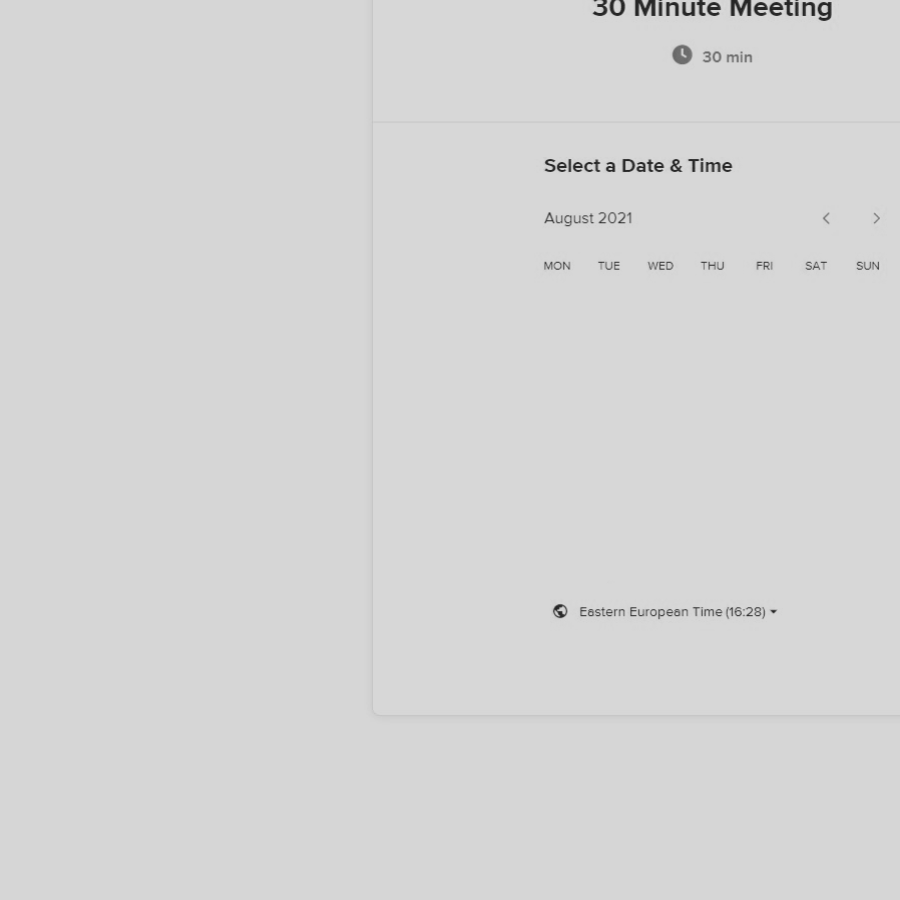 30 Minute Meeting
30 min
Select a Date & Time
August 2021
MON TUE WED THU FRI SAT SUN
Eastern European Time (16:28)